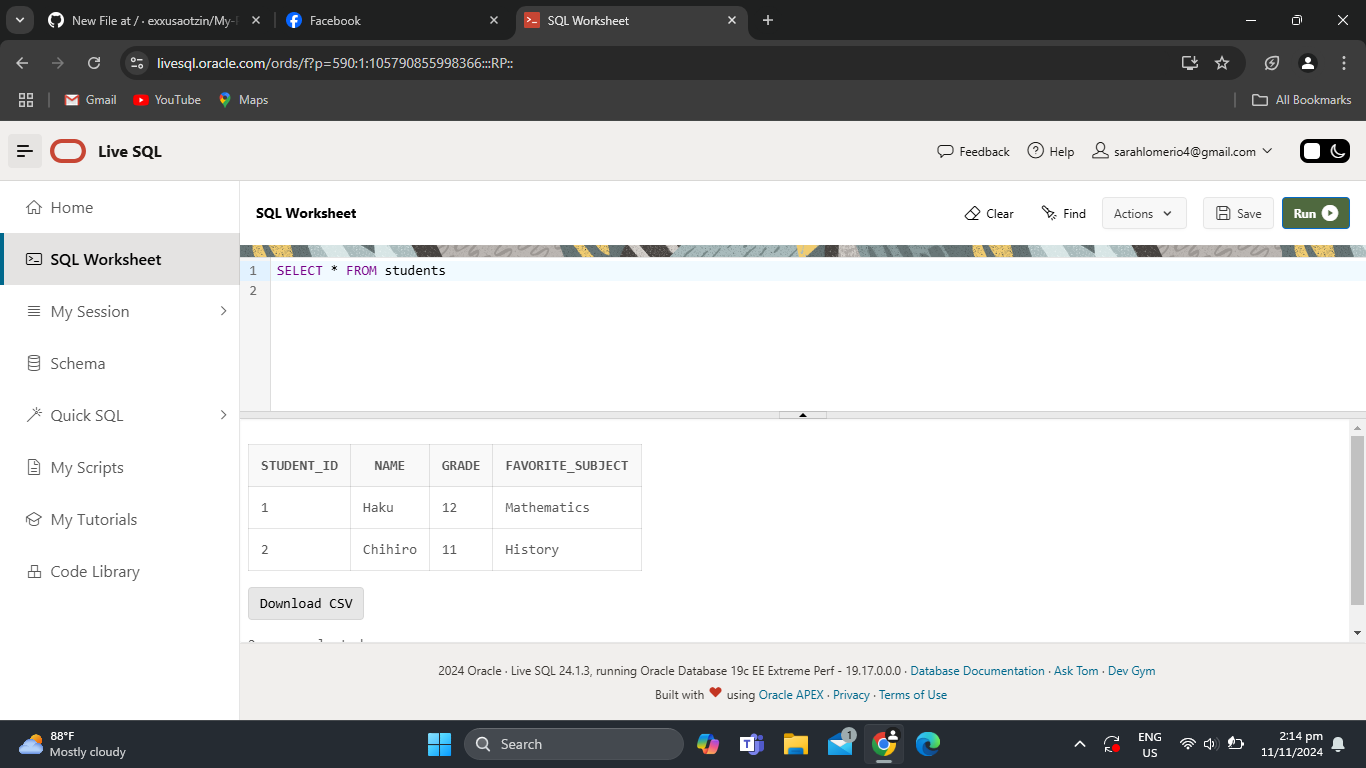 New File at / · exxusaotzin/My-
Facebook
SQL Worksheet
livesql.oracle.com/ords/f?p=590:1:105790855998366:::RP::
Gmail
YouTube
Maps
All Bookmarks
Live SQL
Feedback
Help
sarahlomerio4@gmail.com
Home
SQL Worksheet
My Session
Schema
Quick SQL
My Scripts
My Tutorials
Code Library
SQL Worksheet
Clear
Find
Actions
Save
Run
1 SELECT * FROM students
2
STUDENT_ID NAME GRADE FAVORITE_SUBJECT
1 Haku 12 Mathematics
2 Chihiro 11 History
Download CSV
2024 Oracle · Live SQL 24.1.3, running Oracle Database 19c EE Extreme Perf - 19.17.0.0.0 · Database Documentation · Ask Tom · Dev Gym
Built with ❤ using Oracle APEX · Privacy · Terms of Use
88°F
Mostly cloudy
Search
1
ENG
US
2:14 pm
11/11/2024